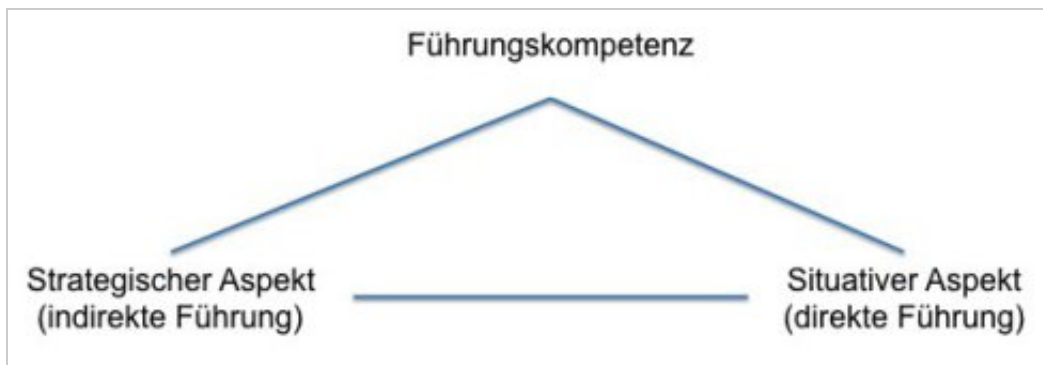 Führungskompetenz
Strategischer Aspekt
(indirekte Führung)
Situativer Aspekt
(direkte Führung)